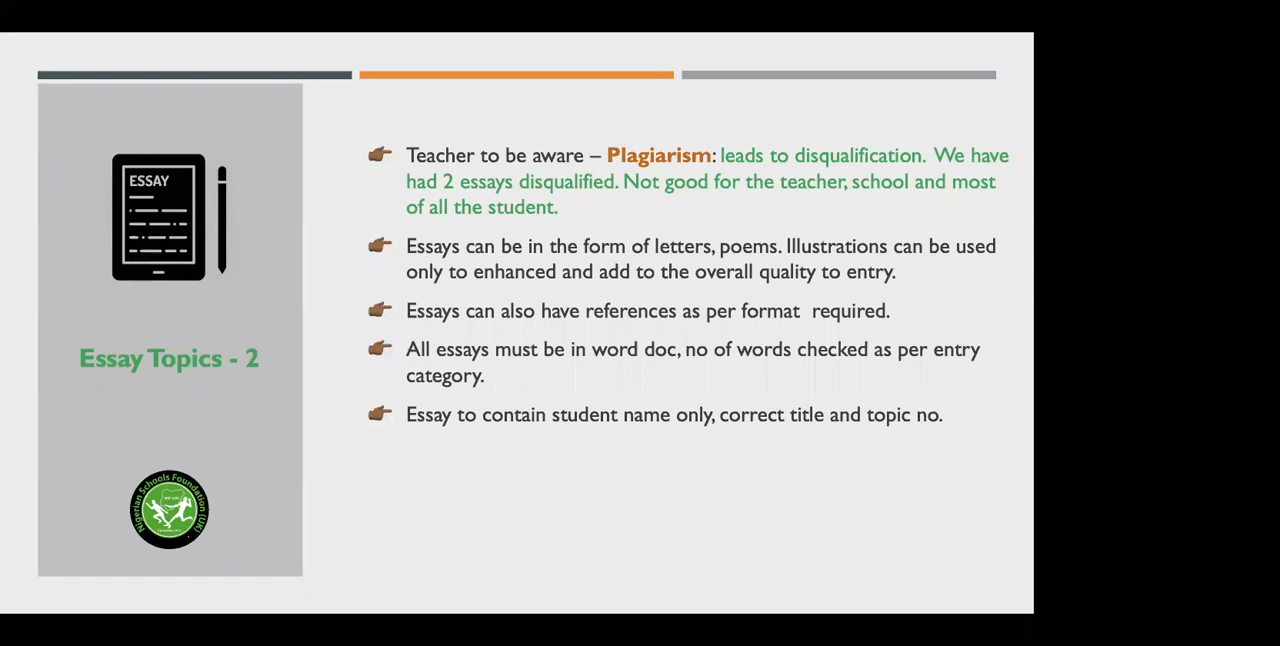 ESSAY
Essay Topics - 2
Nigerian Schools Foundation (UK)
Teacher to be aware – Plagiarism: leads to disqualification. We have
had 2 essays disqualified. Not good for the teacher, school and most
of all the student.
Essays can be in the form of letters, poems. Illustrations can be used
only to enhanced and add to the overall quality to entry.
Essays can also have references as per format required.
All essays must be in word doc, no of words checked as per entry
category.
Essay to contain student name only, correct title and topic no.